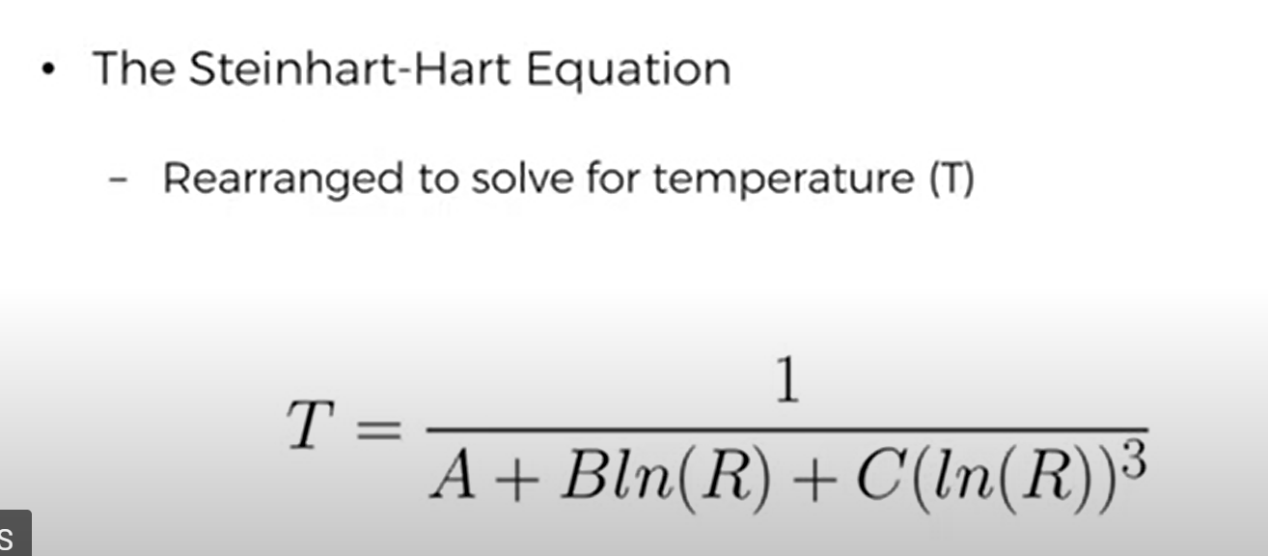 • The Steinhart-Hart Equation
- Rearranged to solve for temperature (T)
T = 1 / (A + Bln(R) + C(ln(R))³)
S